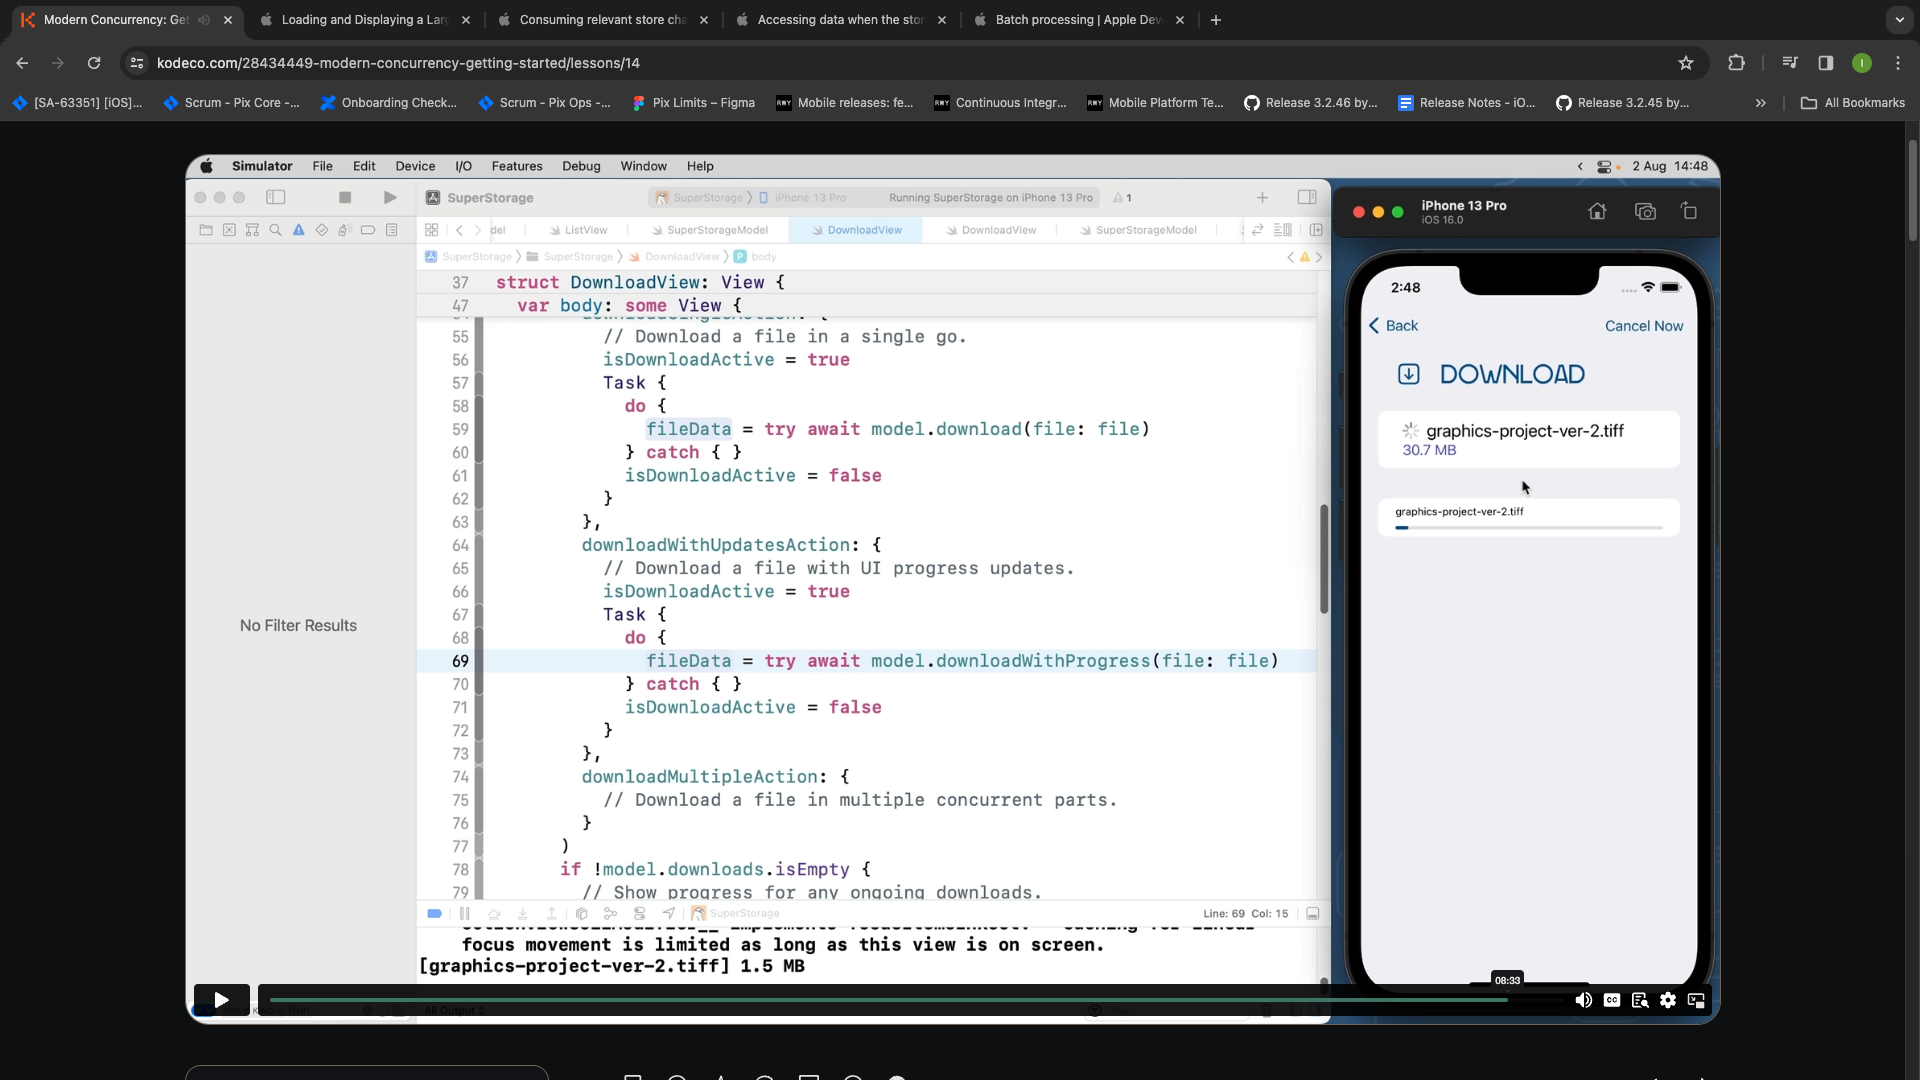 Modern Concurrency: Get
Loading and Displaying a Lar
Consuming relevant store cha
Accessing data when the stor
Batch processing | Apple Dev
kodeco.com/28434449-modern-concurrency-getting-started/lessons/14
[SA-63351] [iOS]...
Scrum - Pix Core -...
Onboarding Check...
Scrum - Pix Ops -...
Pix Limits – Figma
Mobile releases: fe...
Continuous Integr...
Mobile Platform Te...
Release 3.2.46 by...
Release Notes - iO...
Release 3.2.45 by...
»
All Bookmarks
Simulator File Edit Device I/O Features Debug Window Help
2 Aug 14:48
SuperStorage
SuperStorage
iPhone 13 Pro
Running SuperStorage on iPhone 13 Pro
1
del
ListView
SuperStorageModel
DownloadView
DownloadView
SuperStorageModel
SuperStorage
SuperStorage
DownloadView
P body
37 struct DownloadView: View {
47 var body: some View {
55 // Download a file in a single go.
56 isDownloadActive = true
57 Task {
58 do {
59 fileData = try await model.download(file: file)
60 } catch { }
61 isDownloadActive = false
62 }
63 },
64 downloadWithUpdatesAction: {
65 // Download a file with UI progress updates.
66 isDownloadActive = true
67 Task {
68 do {
69 fileData = try await model.downloadWithProgress(file: file)
70 } catch { }
71 isDownloadActive = false
72 }
73 },
74 downloadMultipleAction: {
75 // Download a file in multiple concurrent parts.
76 }
77 )
78 if !model.downloads.isEmpty {
79 // Show progress for any ongoing downloads.
No Filter Results
SuperStorage
Line: 69 Col: 15
focus movement is limited as long as this view is on screen.
[graphics-project-ver-2.tiff] 1.5 MB
All Output
iPhone 13 Pro
iOS 16.0
2:48
Back
Cancel Now
DOWNLOAD
graphics-project-ver-2.tiff
30.7 MB
graphics-project-ver-2.tiff
08:33
CC